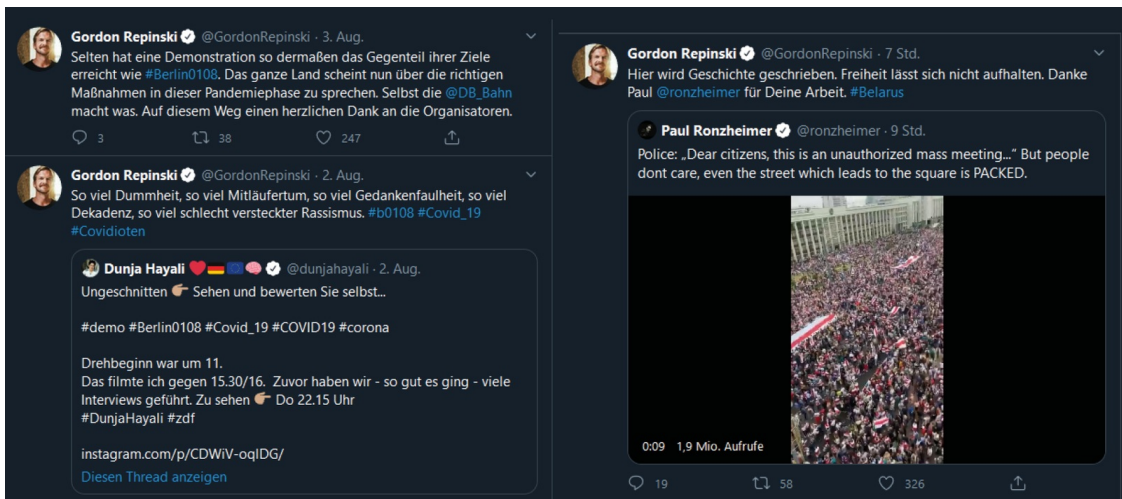 Gordon Repinski @GordonRepinski · 3. Aug.
Selten hat eine Demonstration so dermaßen das Gegenteil ihrer Ziele
erreicht wie #Berlin0108. Das ganze Land scheint nun über die richtigen
Maßnahmen in dieser Pandemiephase zu sprechen. Selbst die @DB_Bahn
macht was. Auf diesem Weg einen herzlichen Dank an die Organisatoren.
3 38 247
Gordon Repinski @GordonRepinski · 2. Aug.
So viel Dummheit, so viel Mitläufertum, so viel Gedankenfaulheit, so viel
Dekadenz, so viel schlecht versteckter Rassismus. #b0108 #Covid_19
#Covidioten
Dunja Hayali @dunjahayali · 2. Aug.
Ungeschnitten Sehen und bewerten Sie selbst...
#demo #Berlin0108 #Covid_19 #COVID19 #corona
Drehbeginn war um 11.
Das filmte ich gegen 15.30/16. Zuvor haben wir - so gut es ging - viele
Interviews geführt. Zu sehen Do 22.15 Uhr
#DunjaHayali #zdf
instagram.com/p/CDWiV-oqIDG/
Diesen Thread anzeigen
Gordon Repinski @GordonRepinski · 7 Std.
Hier wird Geschichte geschrieben. Freiheit lässt sich nicht aufhalten. Danke
Paul @ronzheimer für Deine Arbeit. #Belarus
Paul Ronzheimer @ronzheimer · 9 Std.
Police: „Dear citizens, this is an unauthorized mass meeting...“ But people
dont care, even the street which leads to the square is PACKED.
0:09 1,9 Mio. Aufrufe
19 58 326